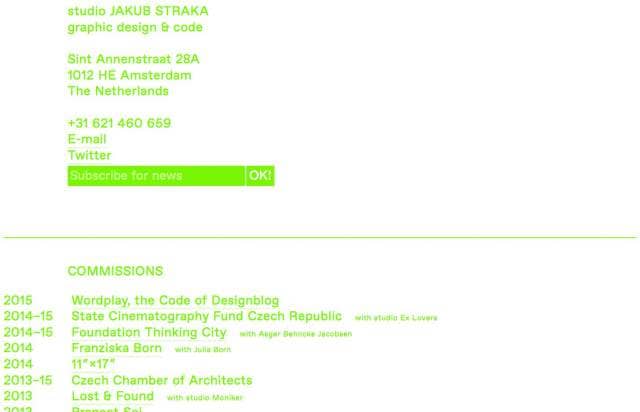 studio JAKUB STRAKA
graphic design & code
Sint Annenstraat 28A
1012 HE Amsterdam
The Netherlands
+31 621 460 659
E-mail
Twitter
Subscribe for news OK!
COMMISSIONS
2015 Wordplay, the Code of Designblog
2014–15 State Cinematography Fund Czech Republic with studio Ex Lovers
2014–15 Foundation Thinking City with Asger Behncke Jacobsen
2014 Franziska Born with Julia Born
2014 11″×17″
2013–15 Czech Chamber of Architects
2013 Lost & Found with studio Moniker
2013